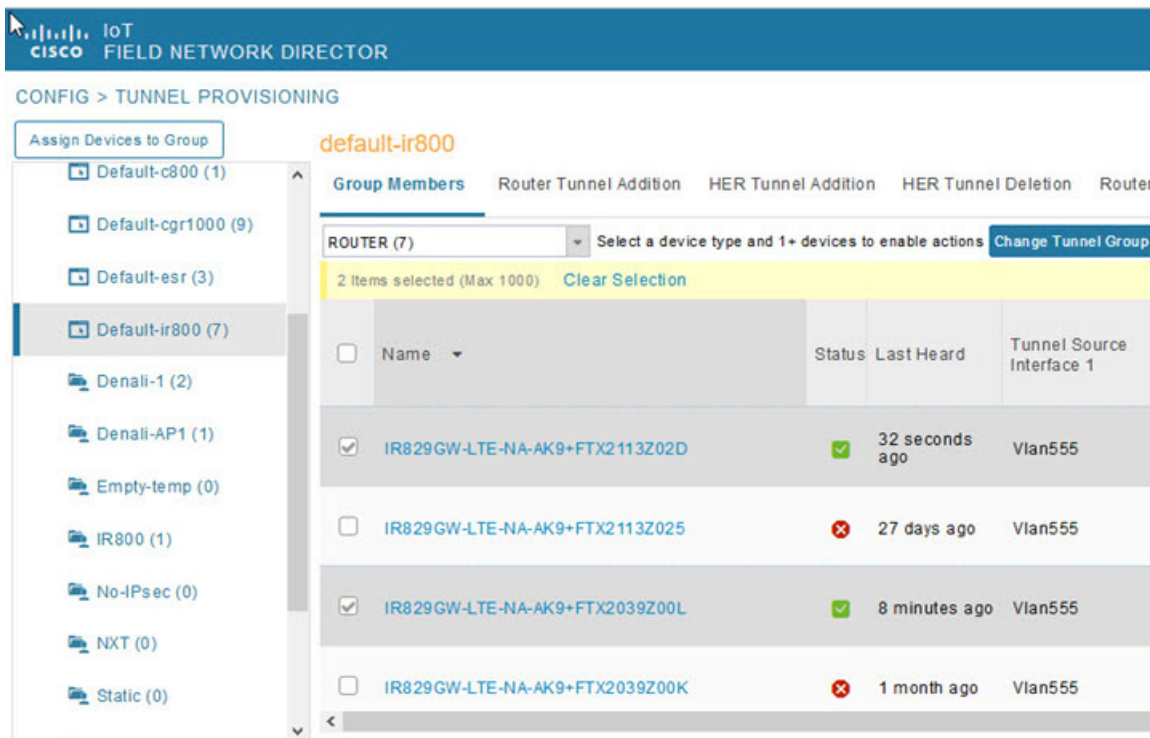 IoT
CISCO FIELD NETWORK DIRECTOR
CONFIG > TUNNEL PROVISIONING
Assign Devices to Group
Default-c800 (1)
Default-cgr1000 (9)
Default-esr (3)
Default-ir800 (7)
Denali-1 (2)
Denali-AP1 (1)
Empty-temp (0)
IR800 (1)
No-IPsec (0)
NXT (0)
Static (0)
default-ir800
Group Members Router Tunnel Addition HER Tunnel Addition HER Tunnel Deletion Router
ROUTER (7) Select a device type and 1+ devices to enable actions Change Tunnel Group
2 Items selected (Max 1000) Clear Selection
Name Status Last Heard Tunnel Source
Interface 1
IR829GW-LTE-NA-AK9+FTX2113Z02D 32 seconds
ago Vlan555
IR829GW-LTE-NA-AK9+FTX2113Z025 27 days ago Vlan555
IR829GW-LTE-NA-AK9+FTX2039Z00L 8 minutes ago Vlan555
IR829GW-LTE-NA-AK9+FTX2039Z00K 1 month ago Vlan555